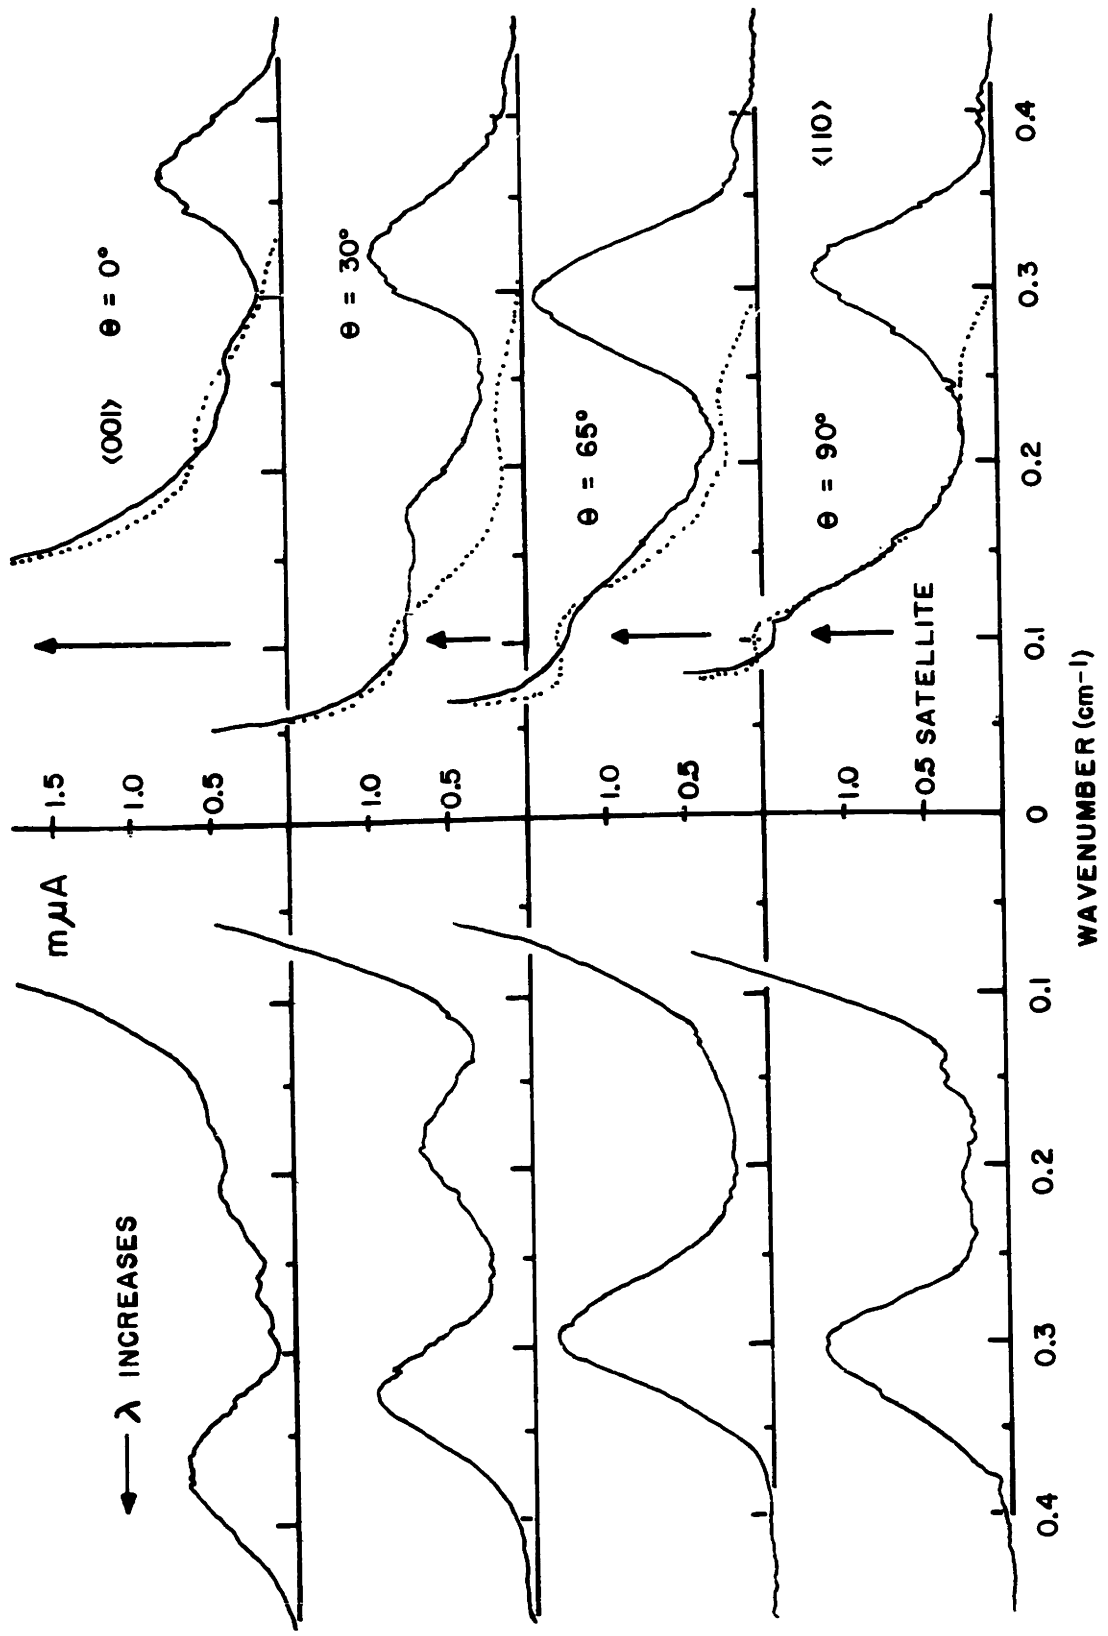 mμA
1.5
1.0
0.5
⟨001⟩ θ = 0°
λ INCREASES
1.0
0.5
θ = 30°
1.0
0.5
θ = 65°
1.0
0.5 SATELLITE
θ = 90°
⟨110⟩
0.4 0.3 0.2 0.1 0 0.1 0.2 0.3 0.4
WAVENUMBER (cm⁻¹)